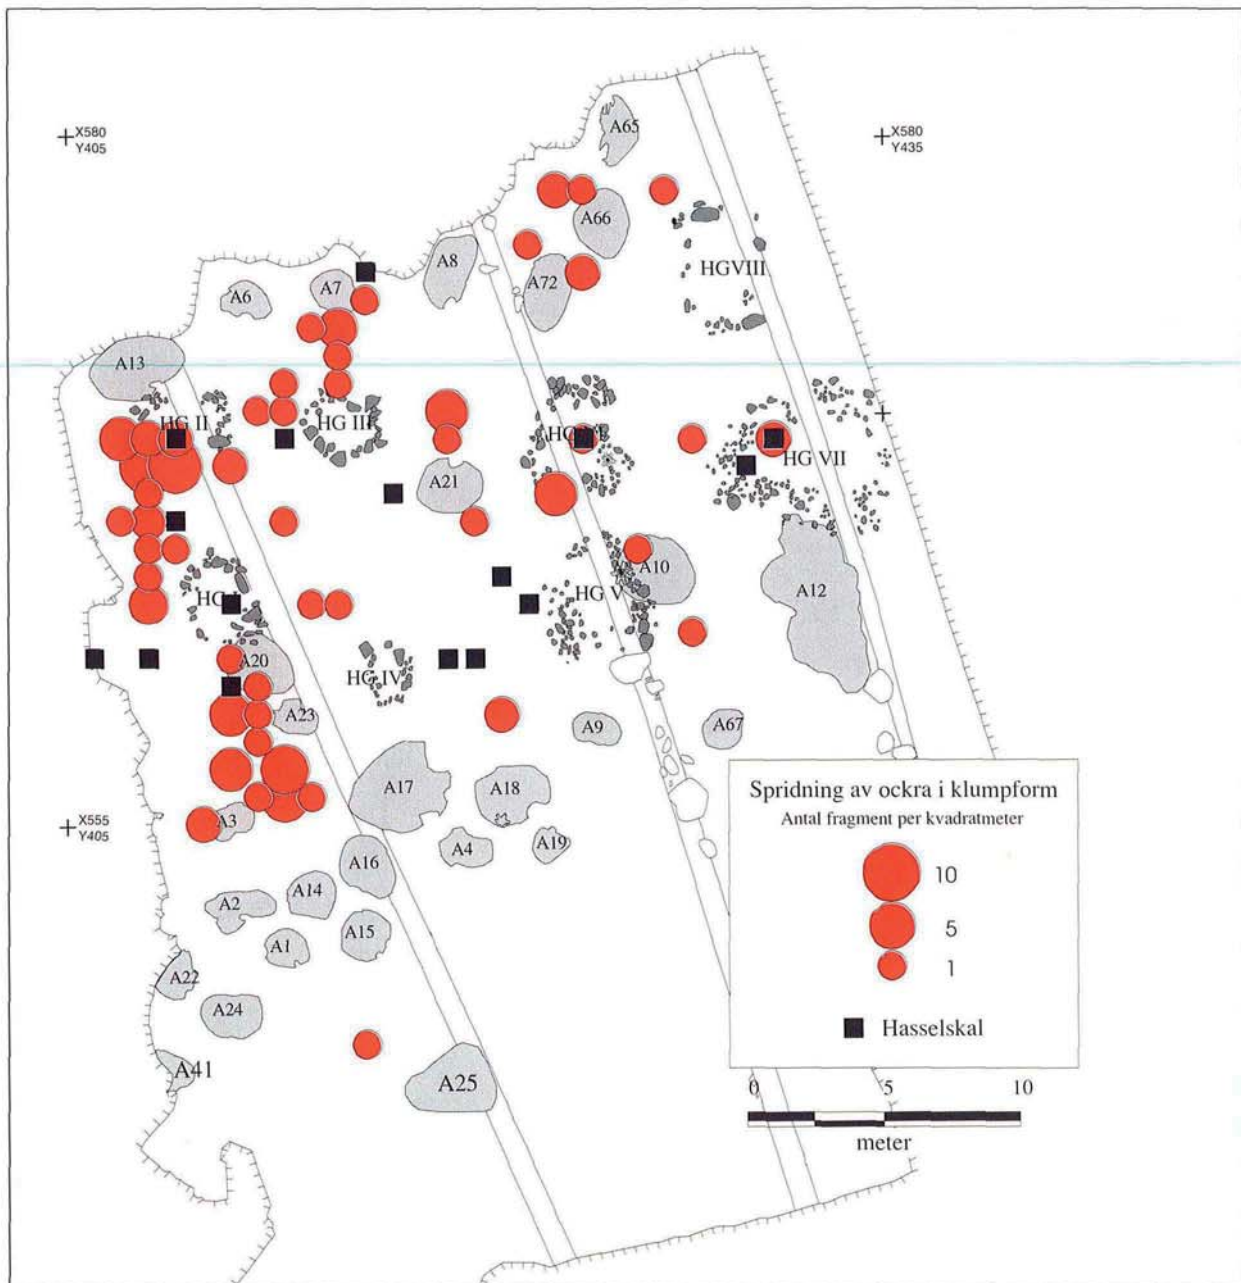 X580
Y405
X580
Y435
A65
A66
A8
A72
HGVIII
A6
A7
A13
HG II
HG III
HG VII
A21
A10
HG V
A12
A20
HG IV
A23
A9
A67
A17
A18
A3
X555
Y405
A4
A19
A16
A14
A2
A15
A1
A22
A24
A41
A25
Spridning av ockra i klumpform
Antal fragment per kvadratmeter
10
5
1
Hasselskal
0 5 10
meter